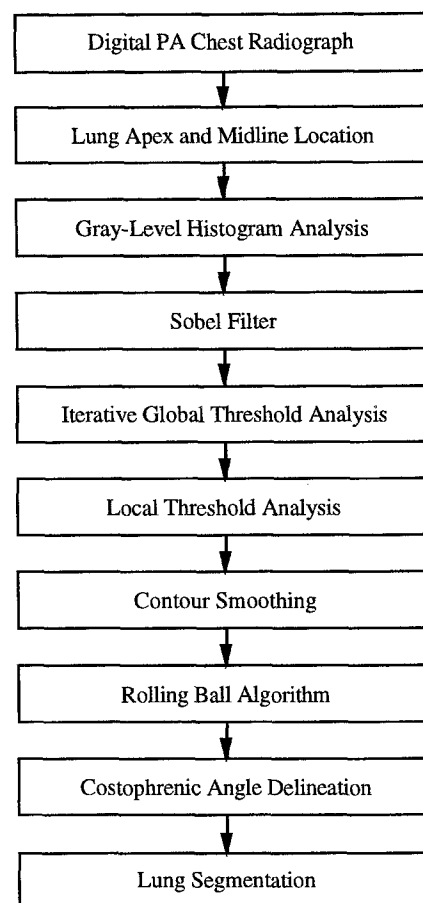 Digital PA Chest Radiograph
Lung Apex and Midline Location
Gray-Level Histogram Analysis
Sobel Filter
Iterative Global Threshold Analysis
Local Threshold Analysis
Contour Smoothing
Rolling Ball Algorithm
Costophrenic Angle Delineation
Lung Segmentation